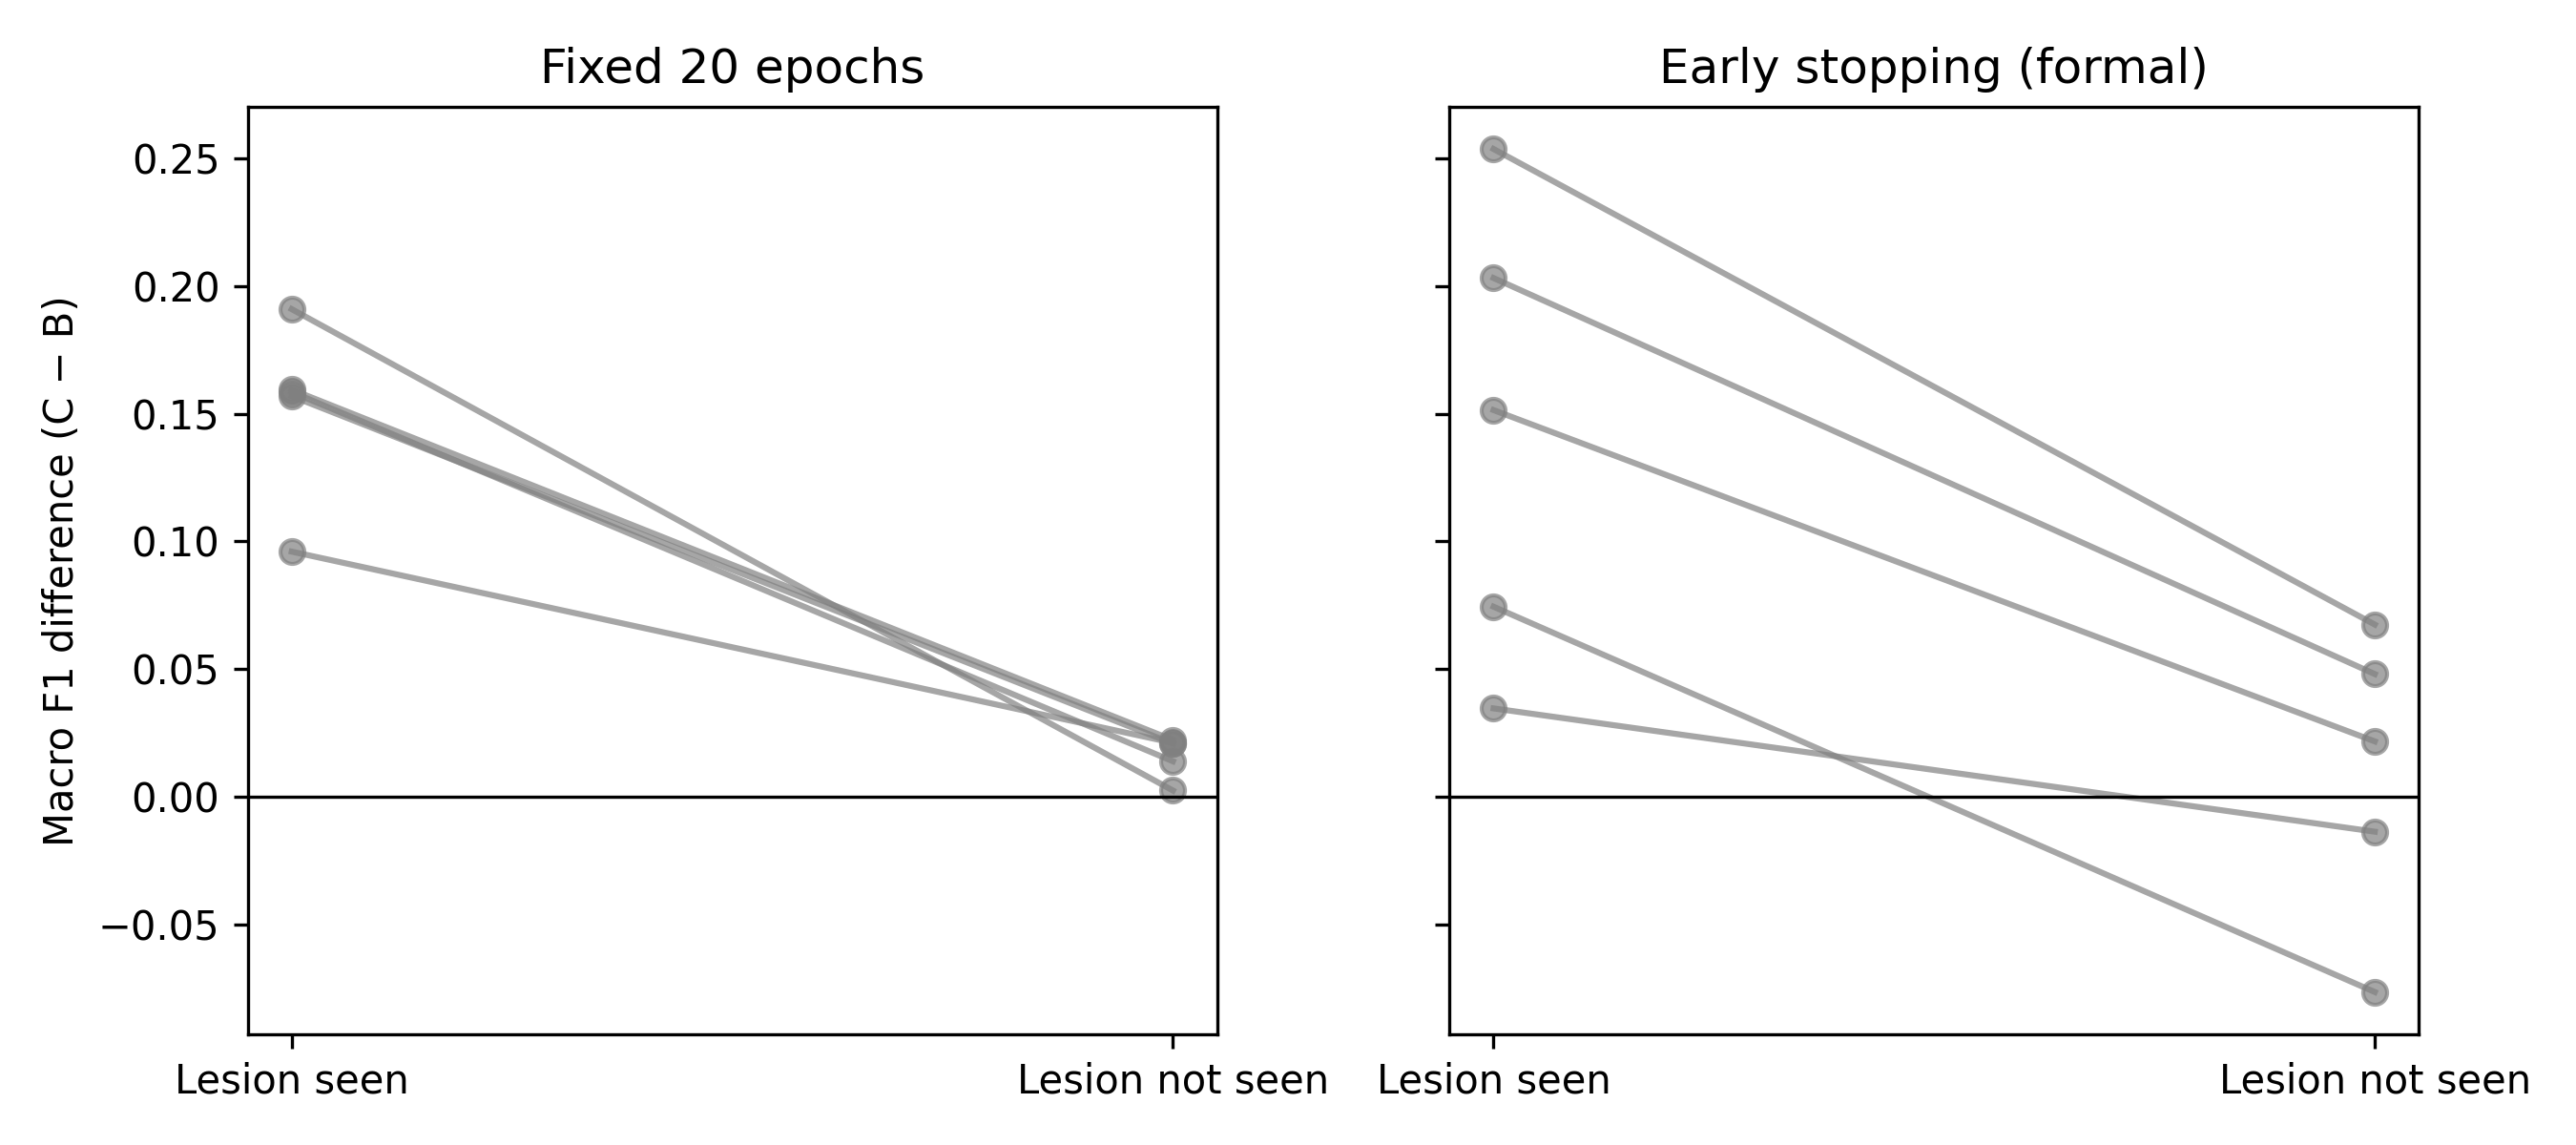 Fixed 20 epochs
Early stopping (formal)
Macro F1 difference (C − B)
0.25
0.20
0.15
0.10
0.05
0.00
−0.05
Lesion seen
Lesion not seen
Lesion seen
Lesion not seen